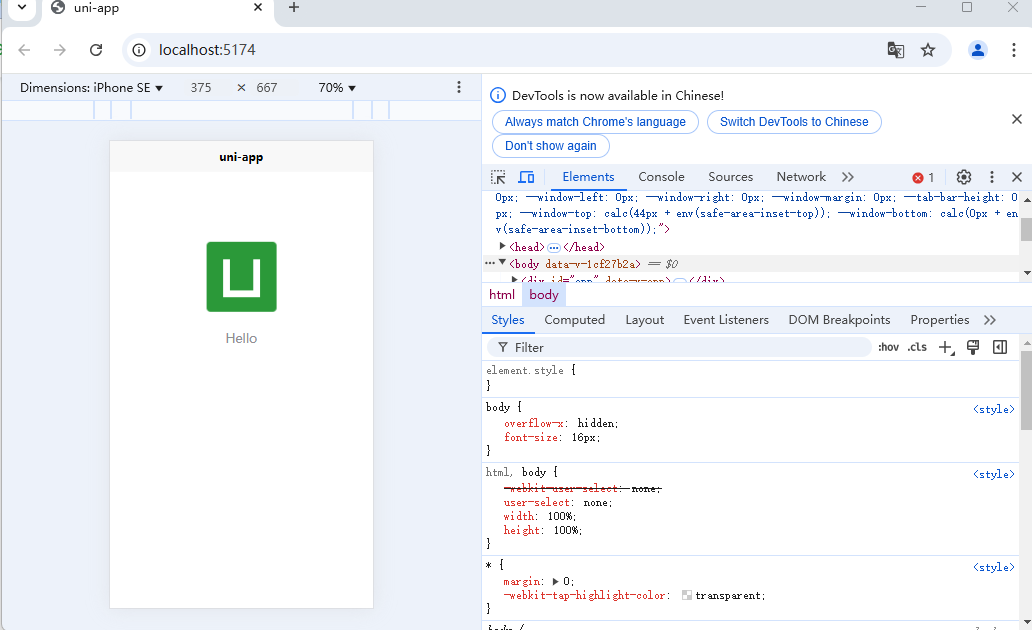 uni-app
localhost:5174
Dimensions: iPhone SE 375 × 667 70%
uni-app
Hello
DevTools is now available in Chinese!
Always match Chrome's language
Switch DevTools to Chinese
Don't show again
Elements Console Sources Network 1
0px; --window-left: 0px; --window-right: 0px; --window-margin: 0px; --tab-bar-height: 0
px; --window-top: calc(44px + env(safe-area-inset-top)); --window-bottom: calc(0px + en
v(safe-area-inset-bottom));">
<head> … </head>
<body data-v-1cf27b2a> == $0
<div id="app" data-v-app> … </div>
html body
Styles Computed Layout Event Listeners DOM Breakpoints Properties
Filter :hov .cls
element.style {
}
body { <style>
overflow-x: hidden;
font-size: 16px;
}
html, body { <style>
-webkit-user-select: none;
user-select: none;
width: 100%;
height: 100%;
}
* { <style>
margin: 0;
-webkit-tap-highlight-color: transparent;
}